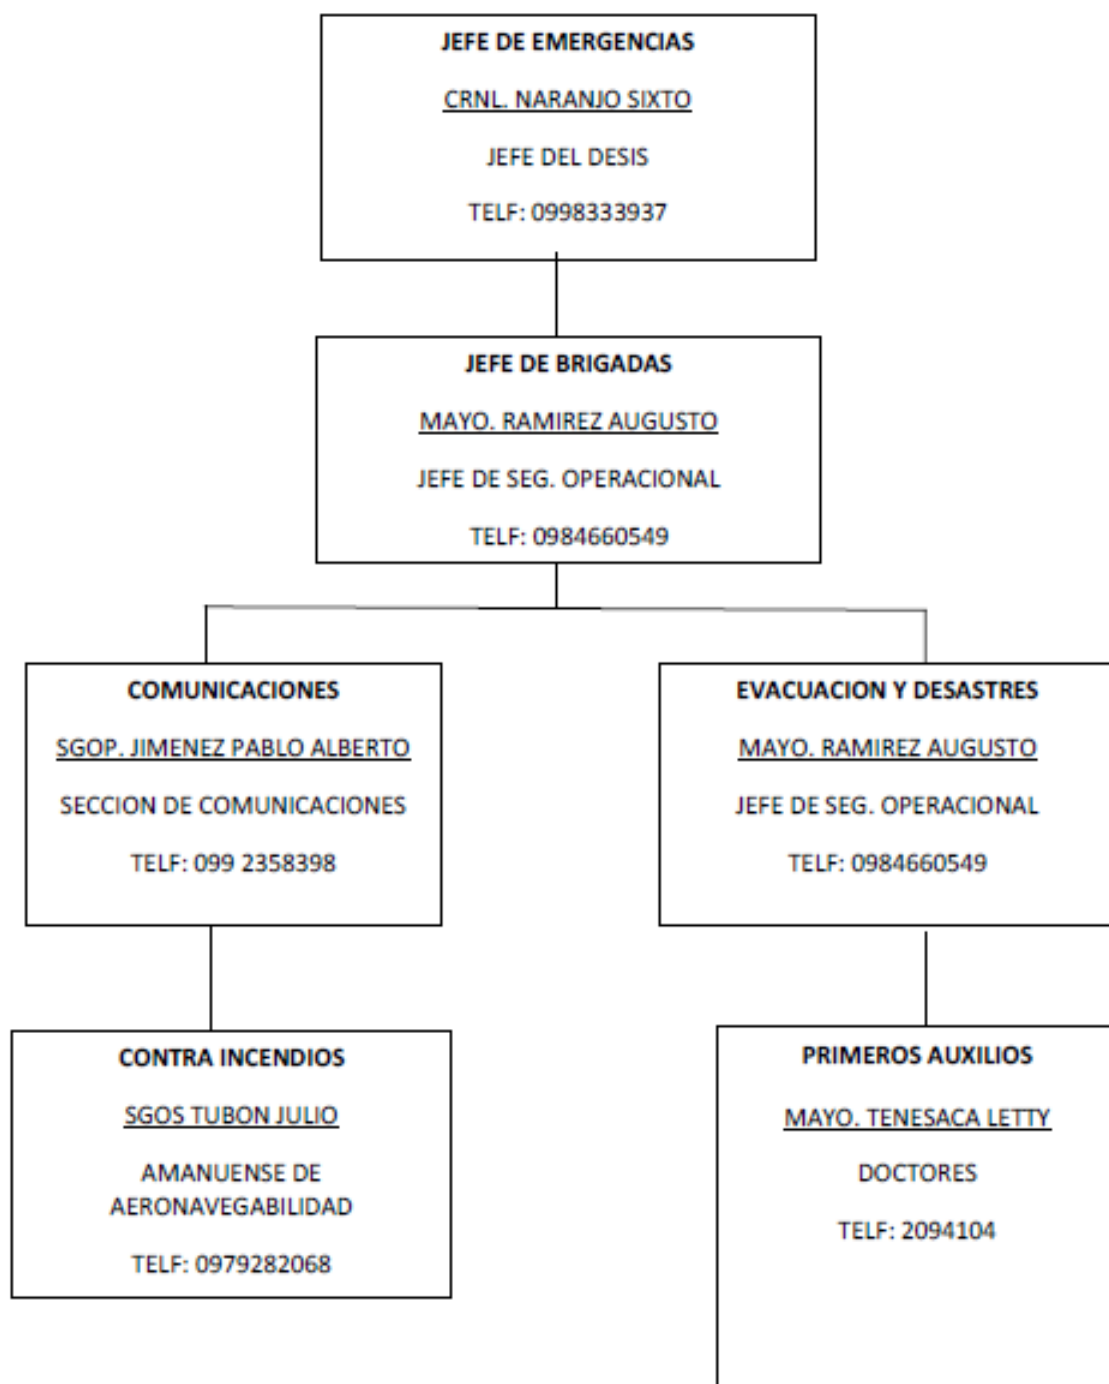 JEFE DE EMERGENCIAS
CRNL. NARANJO SIXTO
JEFE DEL DESIS
TELF: 0998333937
JEFE DE BRIGADAS
MAYO. RAMIREZ AUGUSTO
JEFE DE SEG. OPERACIONAL
TELF: 0984660549
COMUNICACIONES
SGOP. JIMENEZ PABLO ALBERTO
SECCION DE COMUNICACIONES
TELF: 099 2358398
EVACUACION Y DESASTRES
MAYO. RAMIREZ AUGUSTO
JEFE DE SEG. OPERACIONAL
TELF: 0984660549
CONTRA INCENDIOS
SGOS TUBON JULIO
AMANUENSE DE
AERONAVEGABILIDAD
TELF: 0979282068
PRIMEROS AUXILIOS
MAYO. TENESACA LETTY
DOCTORES
TELF: 2094104